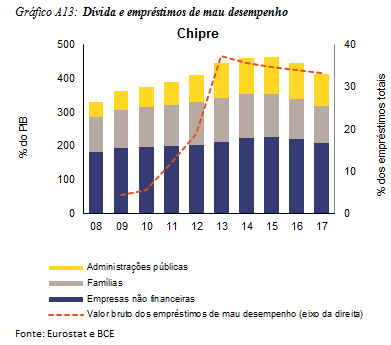 Gráfico A13: Dívida e empréstimos de mau desempenho
Chipre
500
400
300
200
100
0
% do PIB
40
30
20
10
0
% dos empréstimos totais
08 09 10 11 12 13 14 15 16 17
Administrações públicas
Famílias
Empresas não financeiras
Valor bruto dos empréstimos de mau desempenho (eixo da direita)
Fonte: Eurostat e BCE